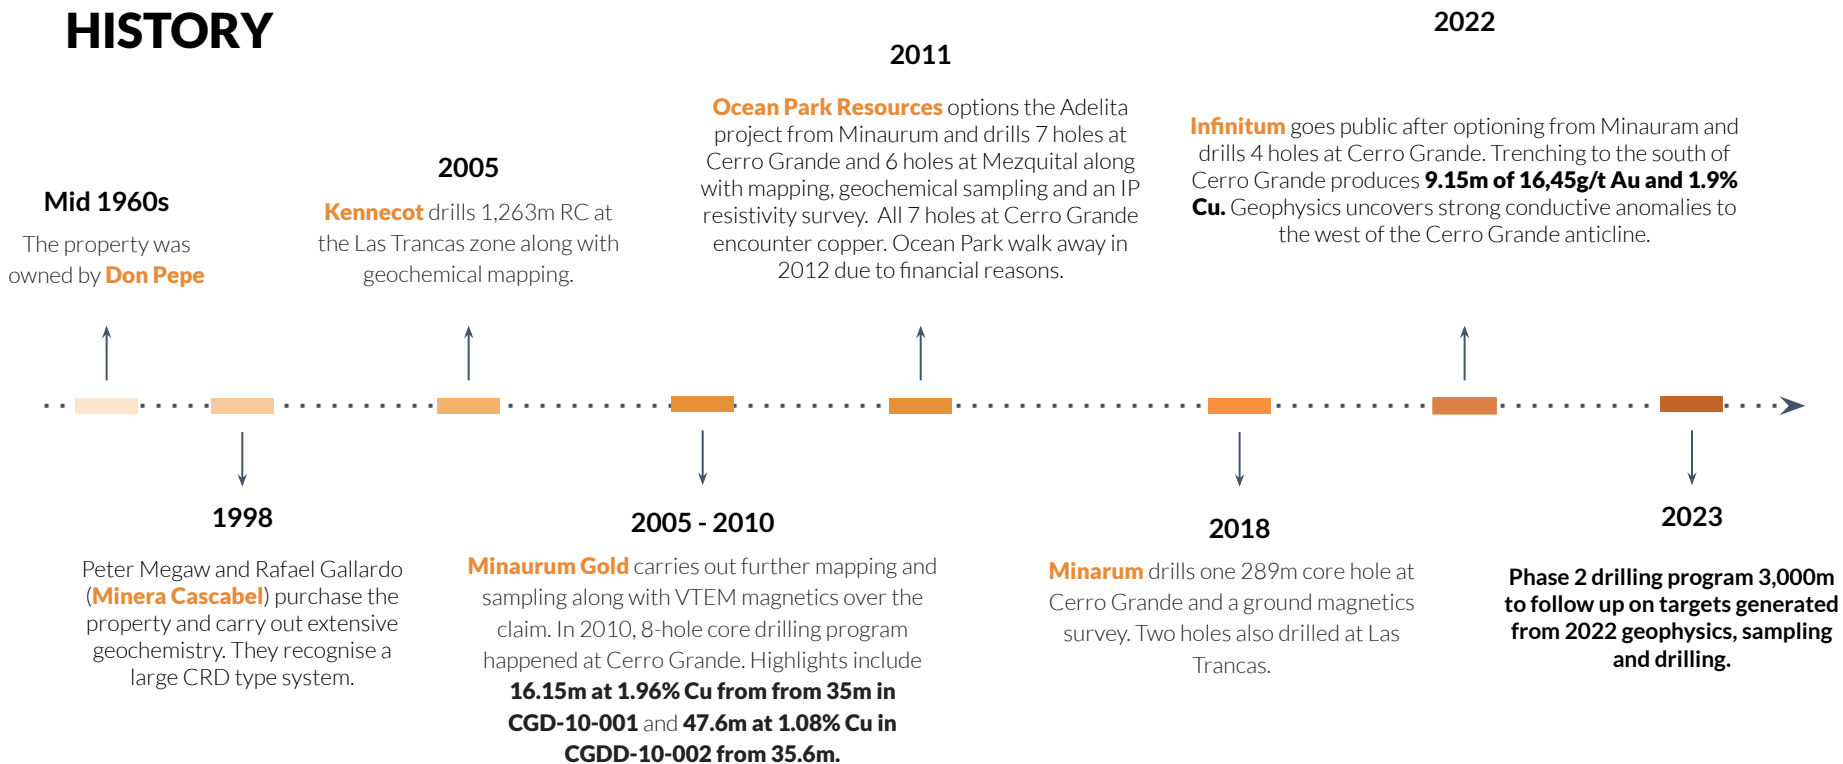 HISTORY
Mid 1960s
The property was
owned by Don Pepe
1998
Peter Megaw and Rafael Gallardo
(Minera Cascabel) purchase the
property and carry out extensive
geochemistry. They recognise a
large CRD type system.
2005
Kennecot drills 1,263m RC at
the Las Trancas zone along with
geochemical mapping.
2005 - 2010
Minaurum Gold carries out further mapping and
sampling along with VTEM magnetics over the
claim. In 2010, 8-hole core drilling program
happened at Cerro Grande. Highlights include
16.15m at 1.96% Cu from from 35m in
CGD-10-001 and 47.6m at 1.08% Cu in
CGDD-10-002 from 35.6m.
2011
Ocean Park Resources options the Adelita
project from Minaurum and drills 7 holes at
Cerro Grande and 6 holes at Mezquital along
with mapping, geochemical sampling and an IP
resistivity survey. All 7 holes at Cerro Grande
encounter copper. Ocean Park walk away in
2012 due to financial reasons.
2018
Minarum drills one 289m core hole at
Cerro Grande and a ground magnetics
survey. Two holes also drilled at Las
Trancas.
2022
Infinitum goes public after optioning from Minauram and
drills 4 holes at Cerro Grande. Trenching to the south of
Cerro Grande produces 9.15m of 16,45g/t Au and 1.9%
Cu. Geophysics uncovers strong conductive anomalies to
the west of the Cerro Grande anticline.
2023
Phase 2 drilling program 3,000m
to follow up on targets generated
from 2022 geophysics, sampling
and drilling.